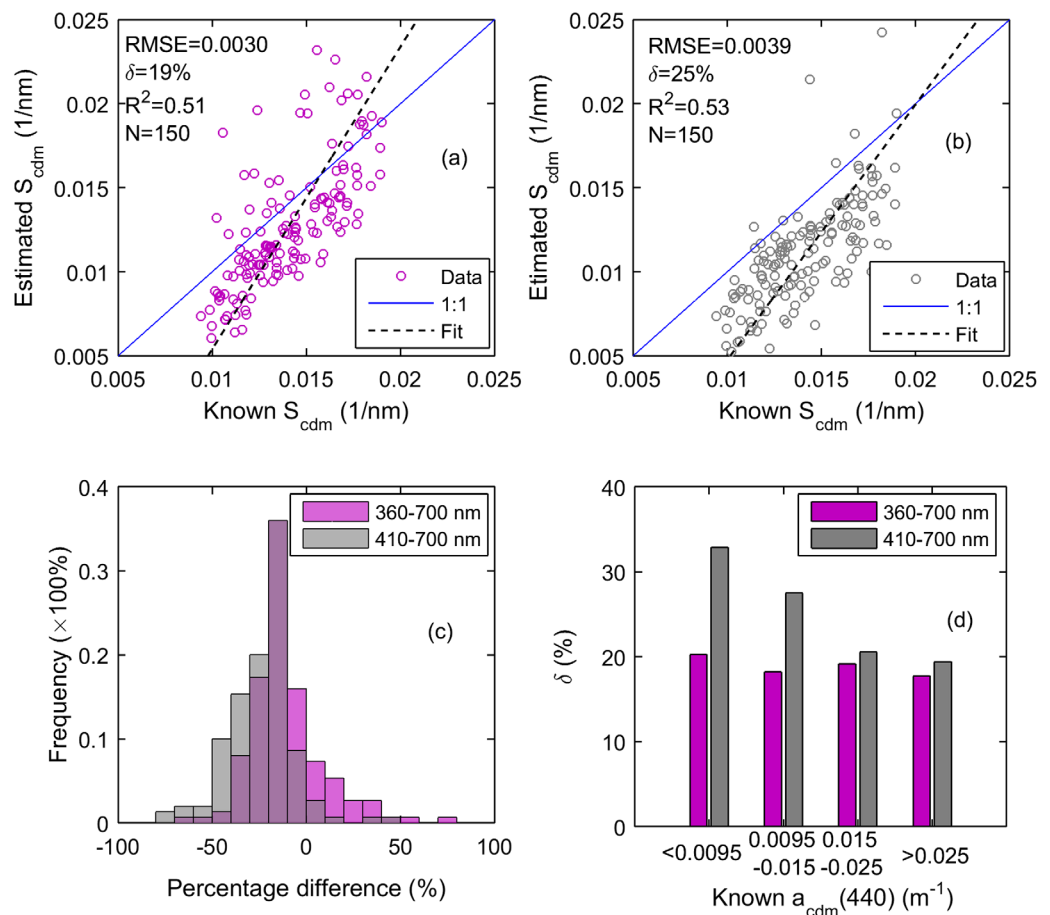 RMSE=0.0030
δ=19%
R²=0.51
N=150
(a)
Data
1:1
Fit
0.025
0.02
0.015
0.01
0.005
Estimated S_cdm (1/nm)
0.005 0.01 0.015 0.02 0.025
Known S_cdm (1/nm)
RMSE=0.0039
δ=25%
R²=0.53
N=150
(b)
Data
1:1
Fit
0.025
0.02
0.015
0.01
0.005
Etimated S_cdm (1/nm)
0.005 0.01 0.015 0.02 0.025
Known S_cdm (1/nm)
360-700 nm
410-700 nm
(c)
0.4
0.3
0.2
0.1
0
Frequency (×100%)
-100 -50 0 50 100
Percentage difference (%)
360-700 nm
410-700 nm
(d)
40
30
20
10
0
δ (%)
<0.0095 0.0095 0.015 >0.025
-0.015 -0.025
Known a_cdm(440) (m⁻¹)